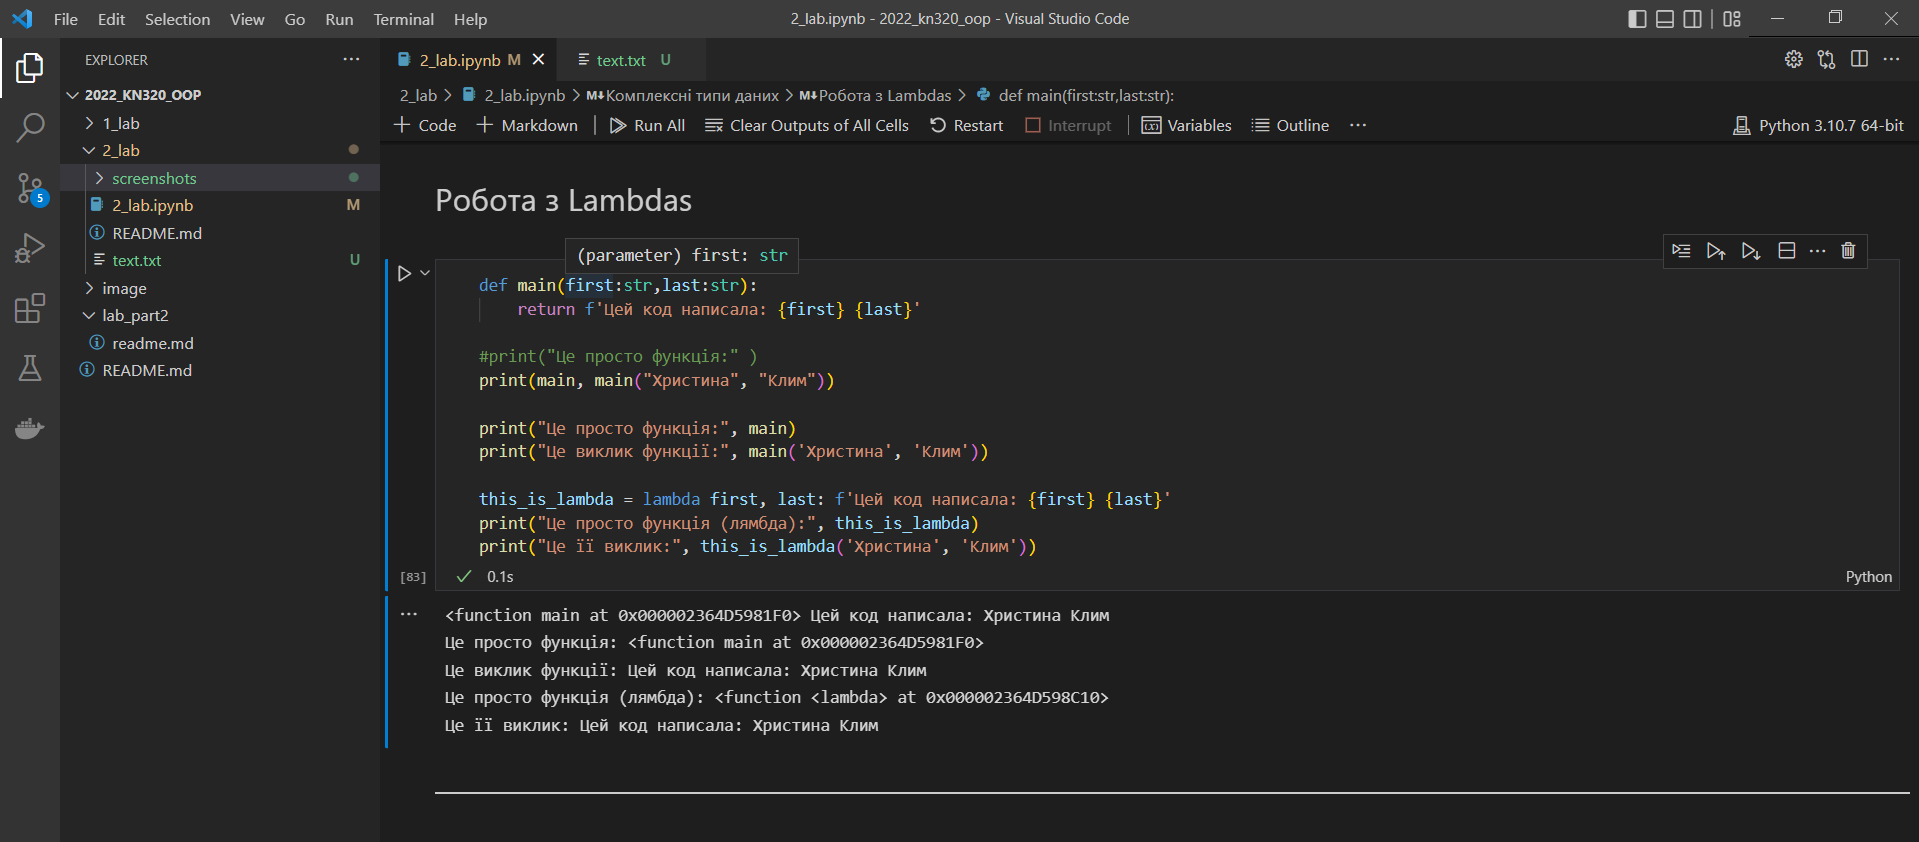 File Edit Selection View Go Run Terminal Help 2_lab.ipynb - 2022_kn320_oop - Visual Studio Code
EXPLORER
2022_KN320_OOP
1_lab
2_lab
screenshots
2_lab.ipynb M
README.md
text.txt U
image
lab_part2
readme.md
README.md
5
2_lab.ipynb M text.txt U
2_lab > 2_lab.ipynb > M↓Комплексні типи даних > M↓Робота з Lambdas > def main(first:str,last:str):
+ Code + Markdown | Run All Clear Outputs of All Cells Restart Interrupt | Variables Outline ... Python 3.10.7 64-bit
Робота з Lambdas
(parameter) first: str
def main(first:str,last:str):
    return f'Цей код написала: {first} {last}'
#print("Це просто функція:" )
print(main, main("Христина", "Клим"))
print("Це просто функція:", main)
print("Це виклик функції:", main('Христина', 'Клим'))
this_is_lambda = lambda first, last: f'Цей код написала: {first} {last}'
print("Це просто функція (лямбда):", this_is_lambda)
print("Це її виклик:", this_is_lambda('Христина', 'Клим'))
[83] ✓ 0.1s Python
<function main at 0x000002364D5981F0> Цей код написала: Христина Клим
Це просто функція: <function main at 0x000002364D5981F0>
Це виклик функції: Цей код написала: Христина Клим
Це просто функція (лямбда): <function <lambda> at 0x000002364D598C10>
Це її виклик: Цей код написала: Христина Клим